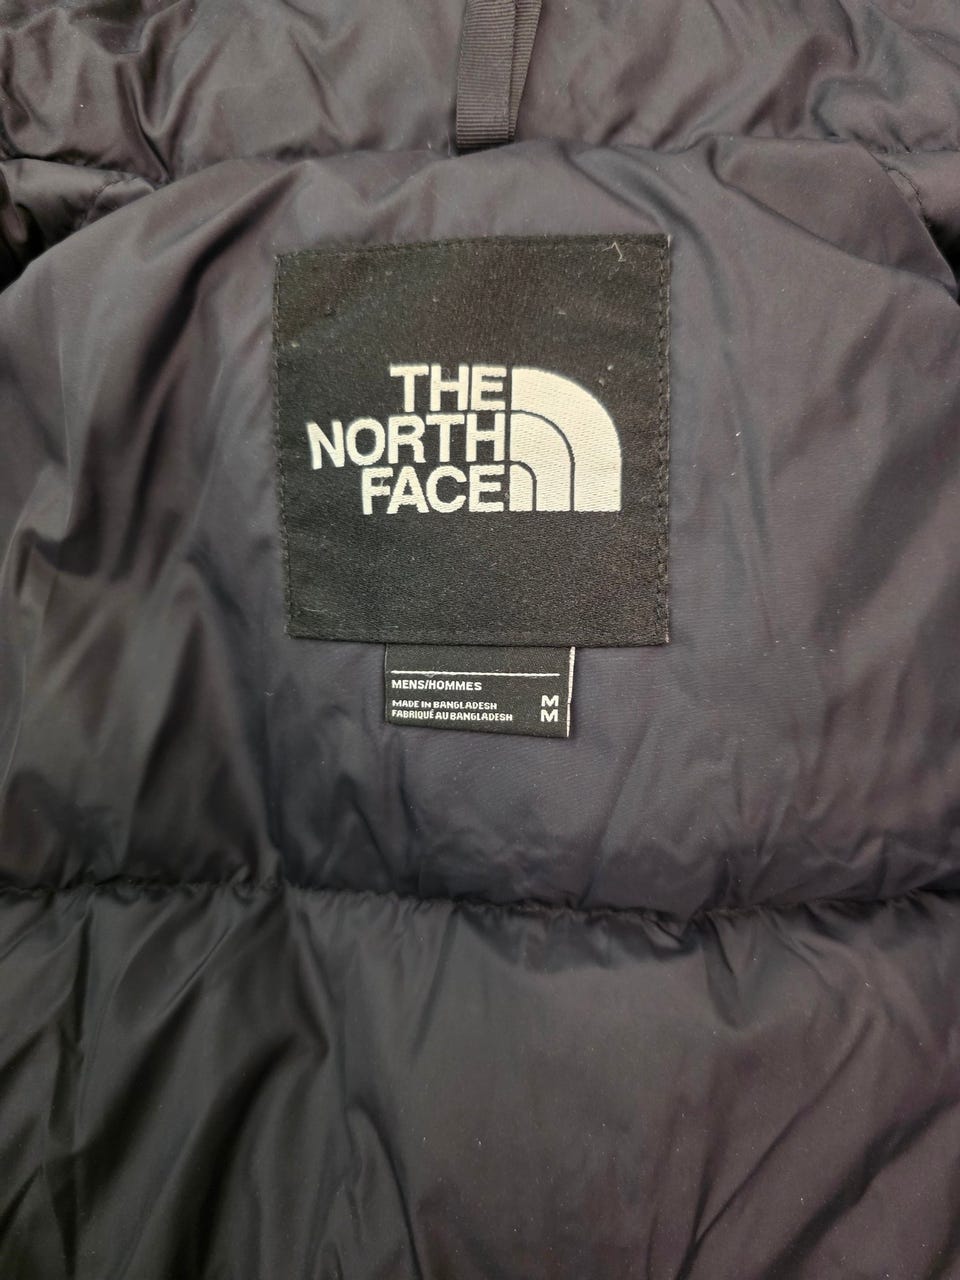 THE
NORTH
FACE
MENS/HOMMES
MADE IN BANGLADESH M
FABRIQUÉ AU BANGLADESH M